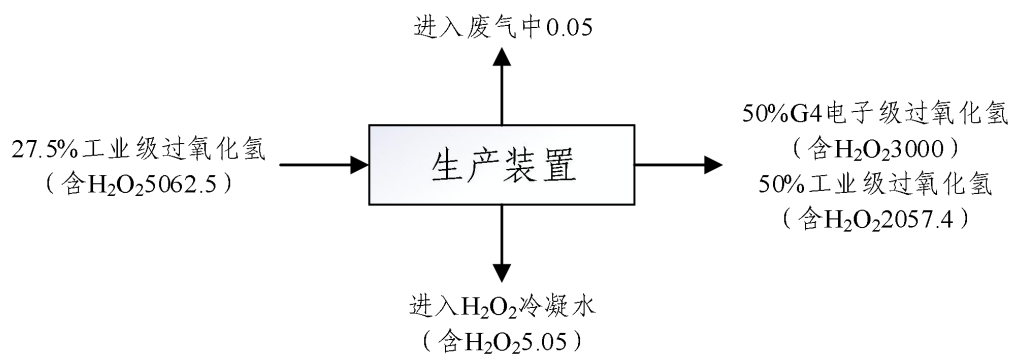 进入废气中0.05
27.5%工业级过氧化氢
（含H₂O₂5062.5）
生产装置
50%G4电子级过氧化氢
（含H₂O₂3000）
50%工业级过氧化氢
（含H₂O₂2057.4）
进入H₂O₂冷凝水
（含H₂O₂5.05）